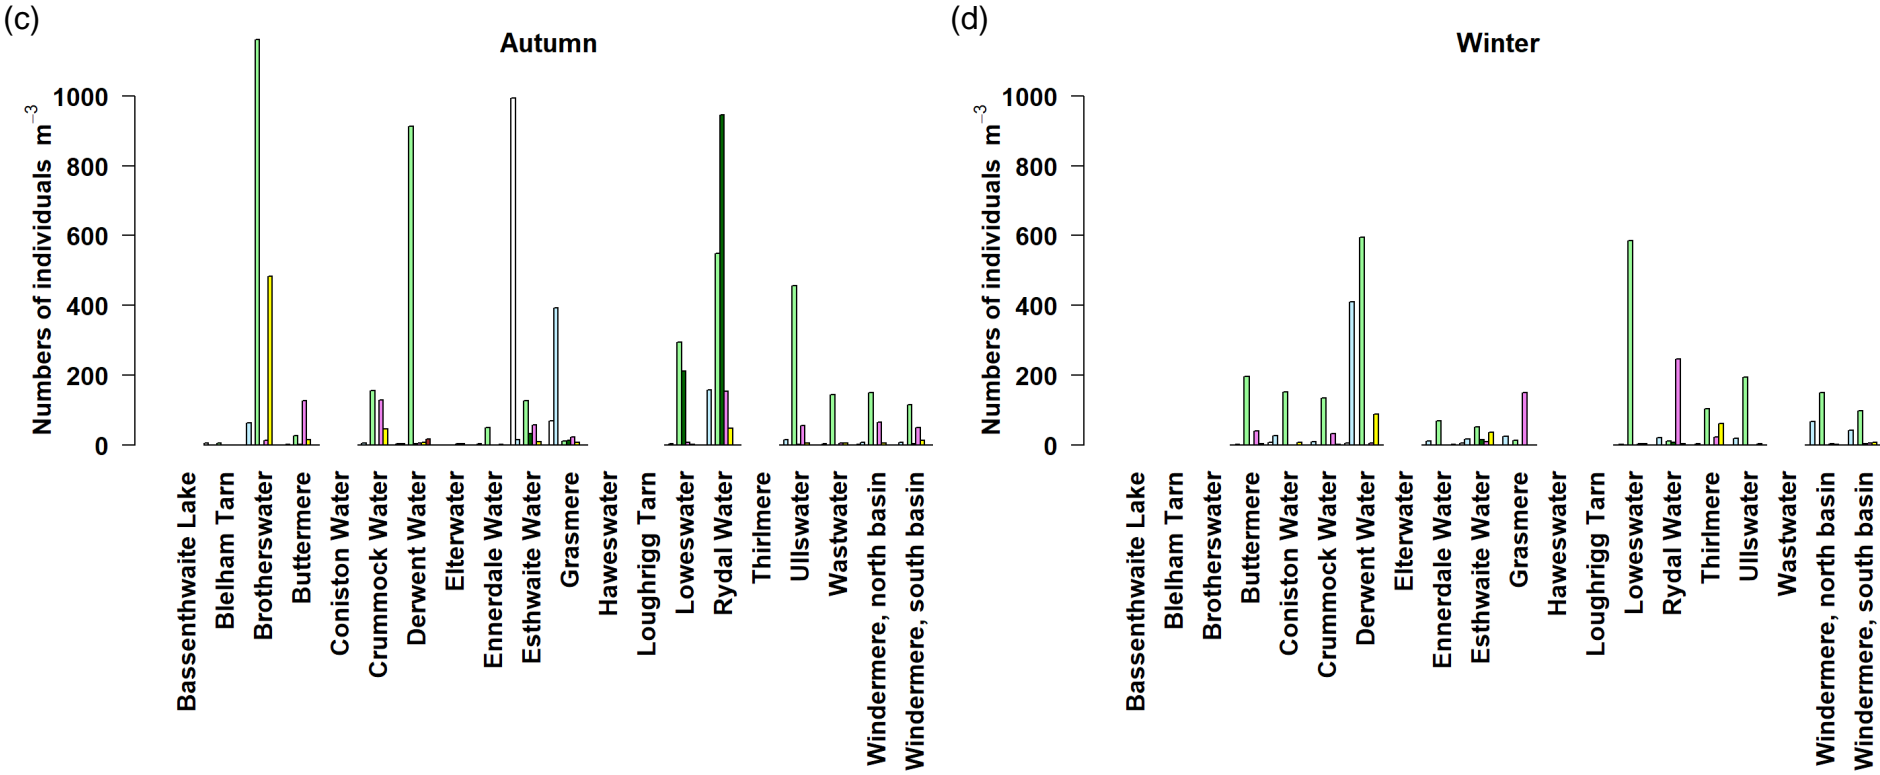 (c)
Autumn
Numbers of individuals m⁻³
1000
800
600
400
200
0
Bassenthwaite Lake
Blelham Tarn
Brotherswater
Buttermere
Coniston Water
Crummock Water
Derwent Water
Elterwater
Ennerdale Water
Esthwaite Water
Grasmere
Haweswater
Loughrigg Tarn
Loweswater
Rydal Water
Thirlmere
Ullswater
Wastwater
Windermere, north basin
Windermere, south basin
(d)
Winter
Numbers of individuals m⁻³
1000
800
600
400
200
0
Bassenthwaite Lake
Blelham Tarn
Brotherswater
Buttermere
Coniston Water
Crummock Water
Derwent Water
Elterwater
Ennerdale Water
Esthwaite Water
Grasmere
Haweswater
Loughrigg Tarn
Loweswater
Rydal Water
Thirlmere
Ullswater
Wastwater
Windermere, north basin
Windermere, south basin